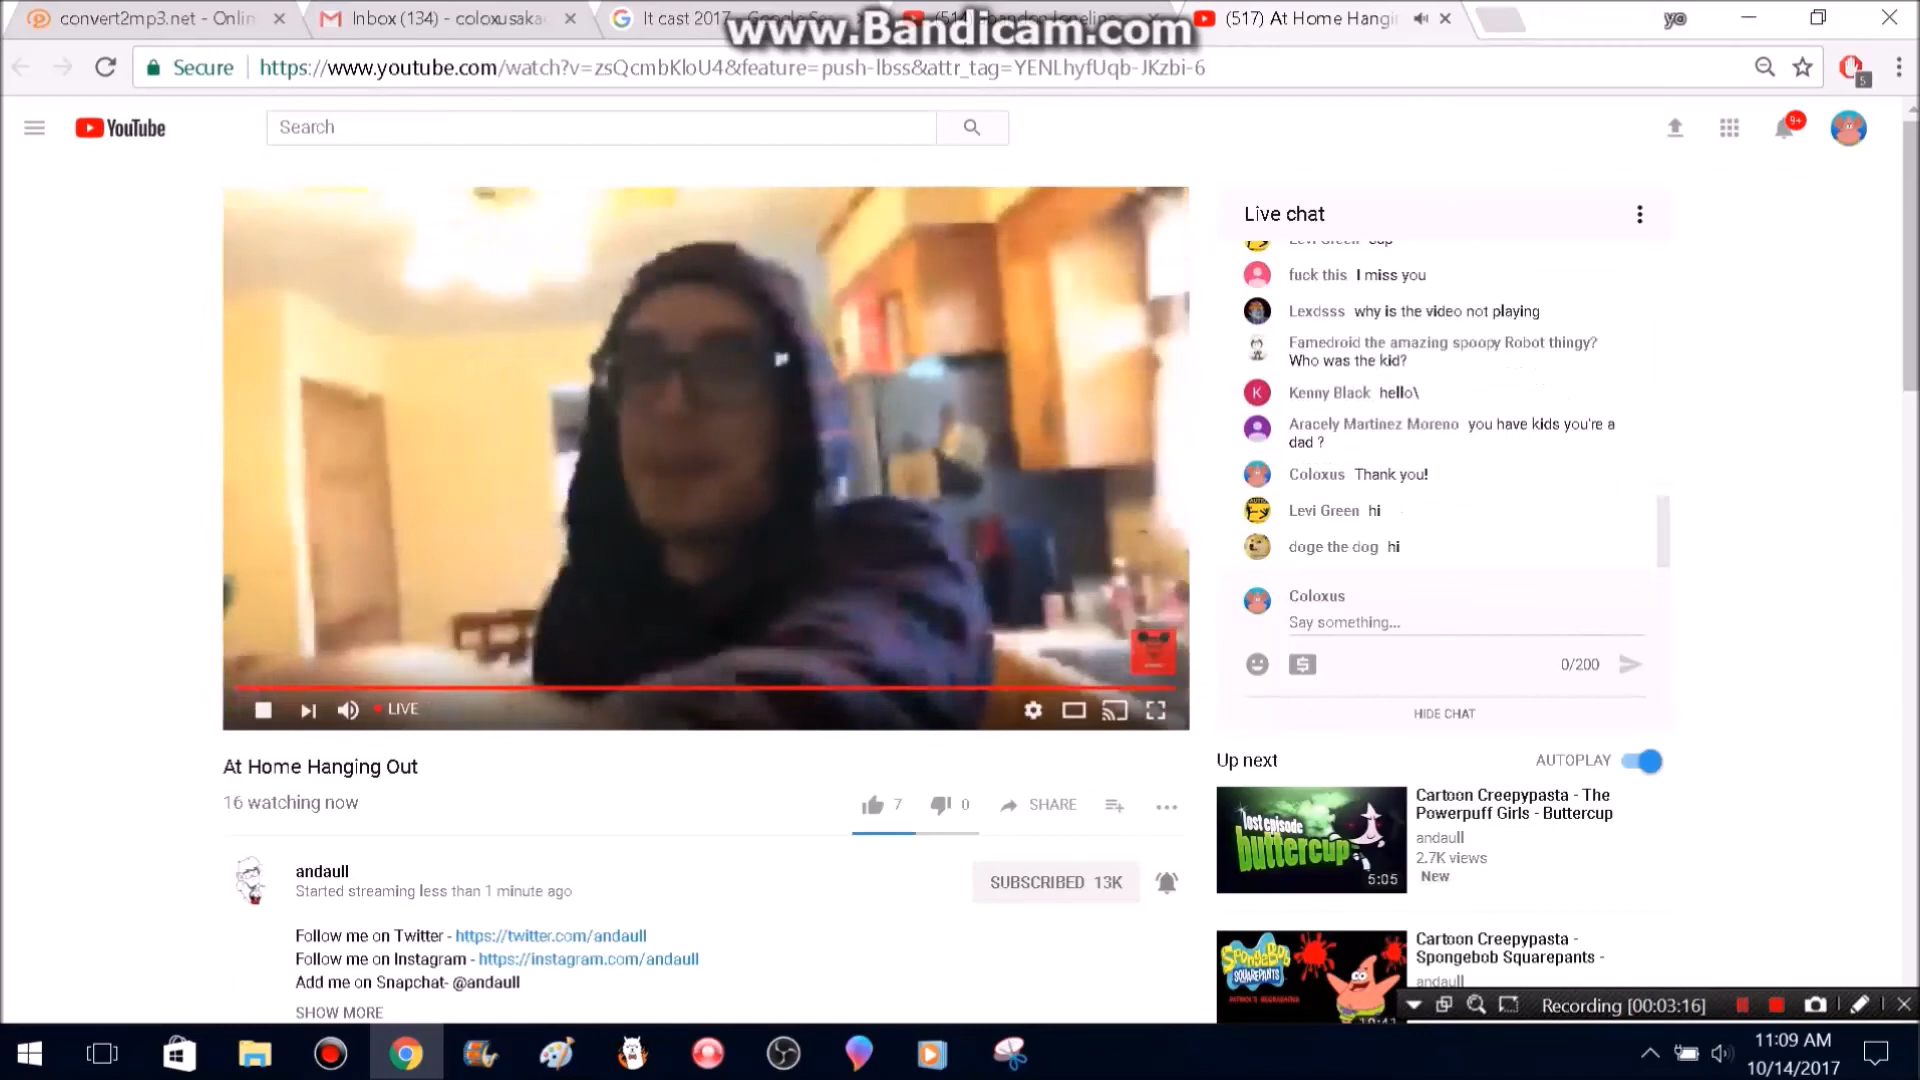 convert2mp3.net - Onlin
Inbox (134) - coloxusaka
It cast 2017 - Google Se
(517) At Home Hangin
yo
www.Bandicam.com
Secure
https://www.youtube.com/watch?v=zsQcmbKloU4&feature=push-lbss&attr_tag=YENLhyfUqb-JKzbi-6
5
YouTube
Search
9+
Live chat
Levi Green sup
fuck this I miss you
Lexdsss why is the video not playing
Famedroid the amazing spoopy Robot thingy?
Who was the kid?
K
Kenny Black hello\
Aracely Martinez Moreno you have kids you're a
dad ?
Coloxus Thank you!
Levi Green hi
doge the dog hi
Coloxus
Say something...
0/200
HIDE CHAT
LIVE
At Home Hanging Out
16 watching now
7
0
SHARE
andaull
Started streaming less than 1 minute ago
SUBSCRIBED 13K
Follow me on Twitter - https://twitter.com/andaull
Follow me on Instagram - https://instagram.com/andaull
Add me on Snapchat- @andaull
SHOW MORE
Up next
AUTOPLAY
lost episode
buttercup
5:05
Cartoon Creepypasta - The
Powerpuff Girls - Buttercup
andaull
2.7K views
New
SpongeBob
SQUAREPANTS
Cartoon Creepypasta -
Spongebob Squarepants -
andaull
Recording [00:03:16]
11:09 AM
10/14/2017